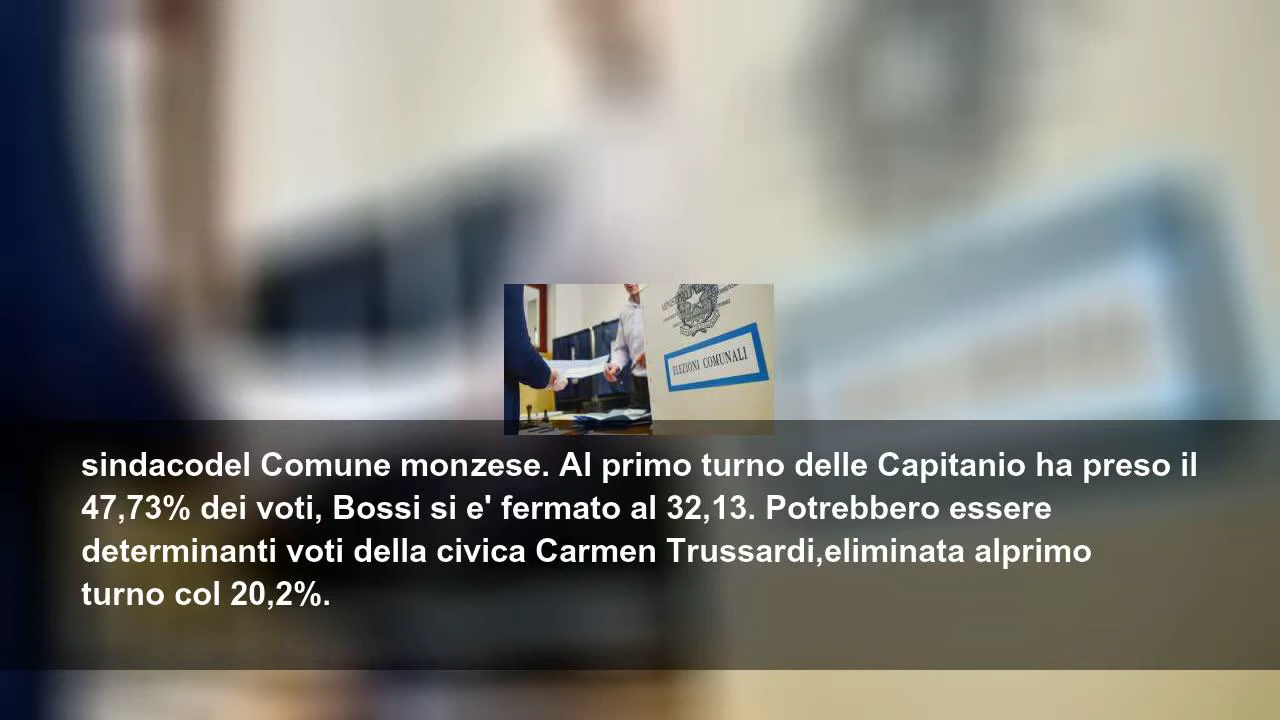 ELEZIONI COMUNALI
sindacodel Comune monzese. Al primo turno delle Capitanio ha preso il
47,73% dei voti, Bossi si e' fermato al 32,13. Potrebbero essere
determinanti voti della civica Carmen Trussardi,eliminata alprimo
turno col 20,2%.